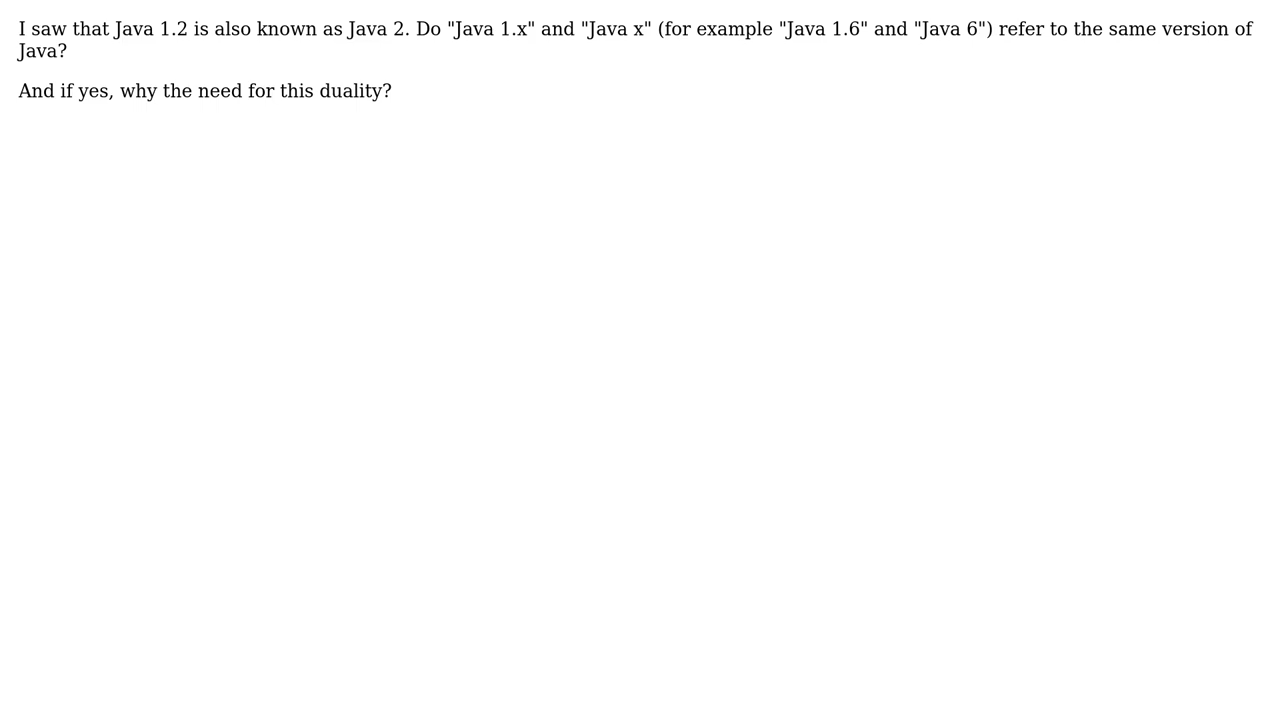 I saw that Java 1.2 is also known as Java 2. Do "Java 1.x" and "Java x" (for example "Java 1.6" and "Java 6") refer to the same version of
Java?
And if yes, why the need for this duality?